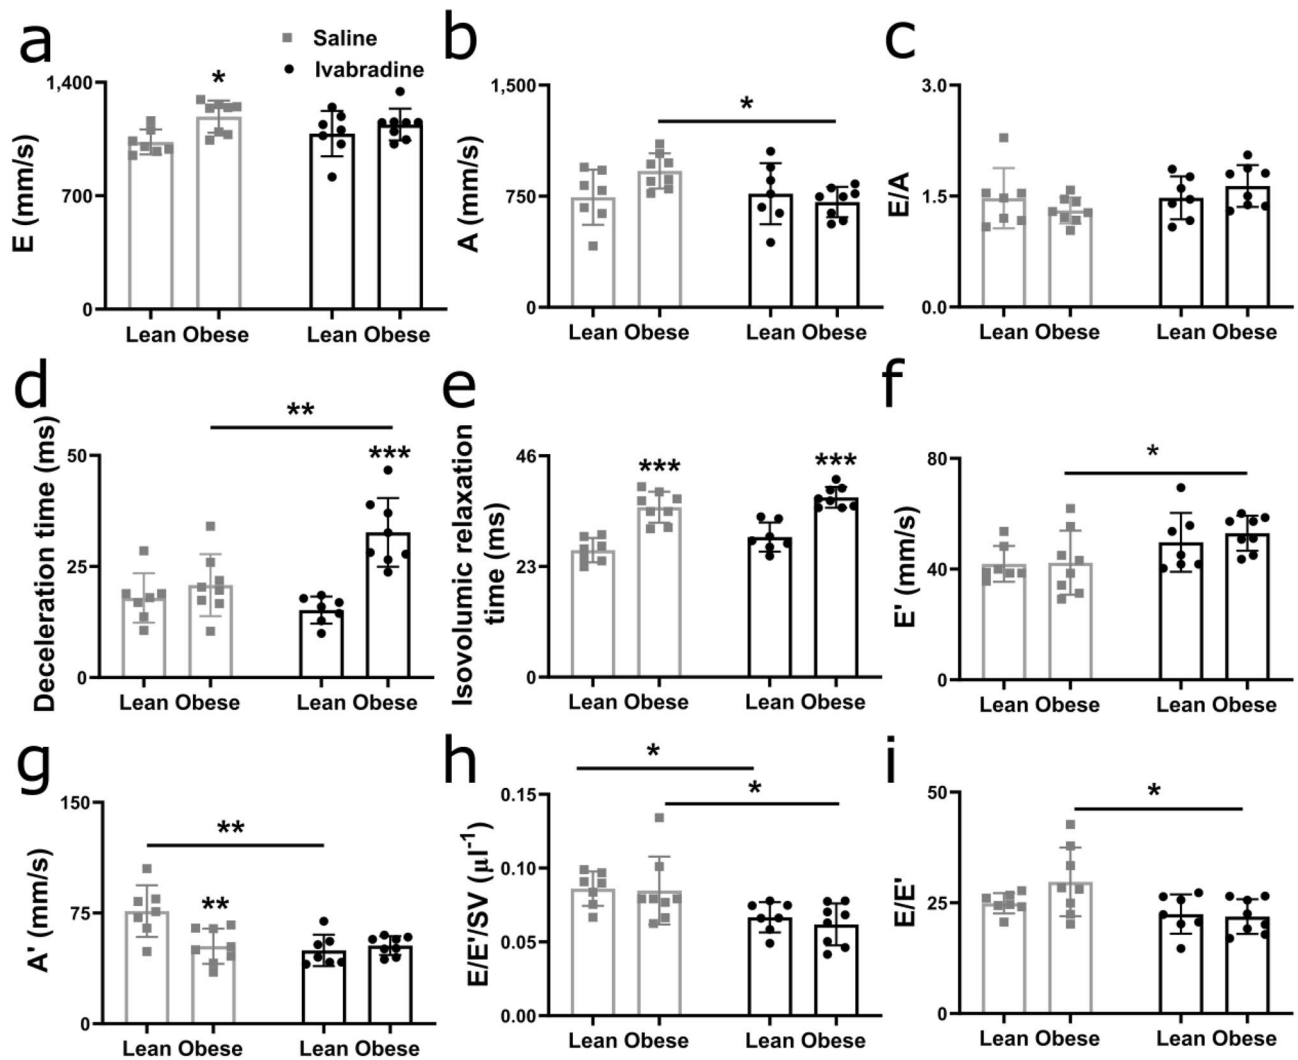 a
Saline
Ivabradine
*
1,400
700
0
E (mm/s)
Lean Obese
Lean Obese
b
*
1,500
750
0
A (mm/s)
Lean Obese
Lean Obese
c
3.0
1.5
0.0
E/A
Lean Obese
Lean Obese
d
**
***
50
25
0
Deceleration time (ms)
Lean Obese
Lean Obese
e
***
***
46
23
0
Isovolumic relaxation
time (ms)
Lean Obese
Lean Obese
f
*
80
40
0
E' (mm/s)
Lean Obese
Lean Obese
g
**
**
150
75
0
A' (mm/s)
Lean Obese
Lean Obese
h
*
*
0.15
0.10
0.05
0.00
E/E'/SV (µl⁻¹)
Lean Obese
Lean Obese
i
*
50
25
0
E/E'
Lean Obese
Lean Obese